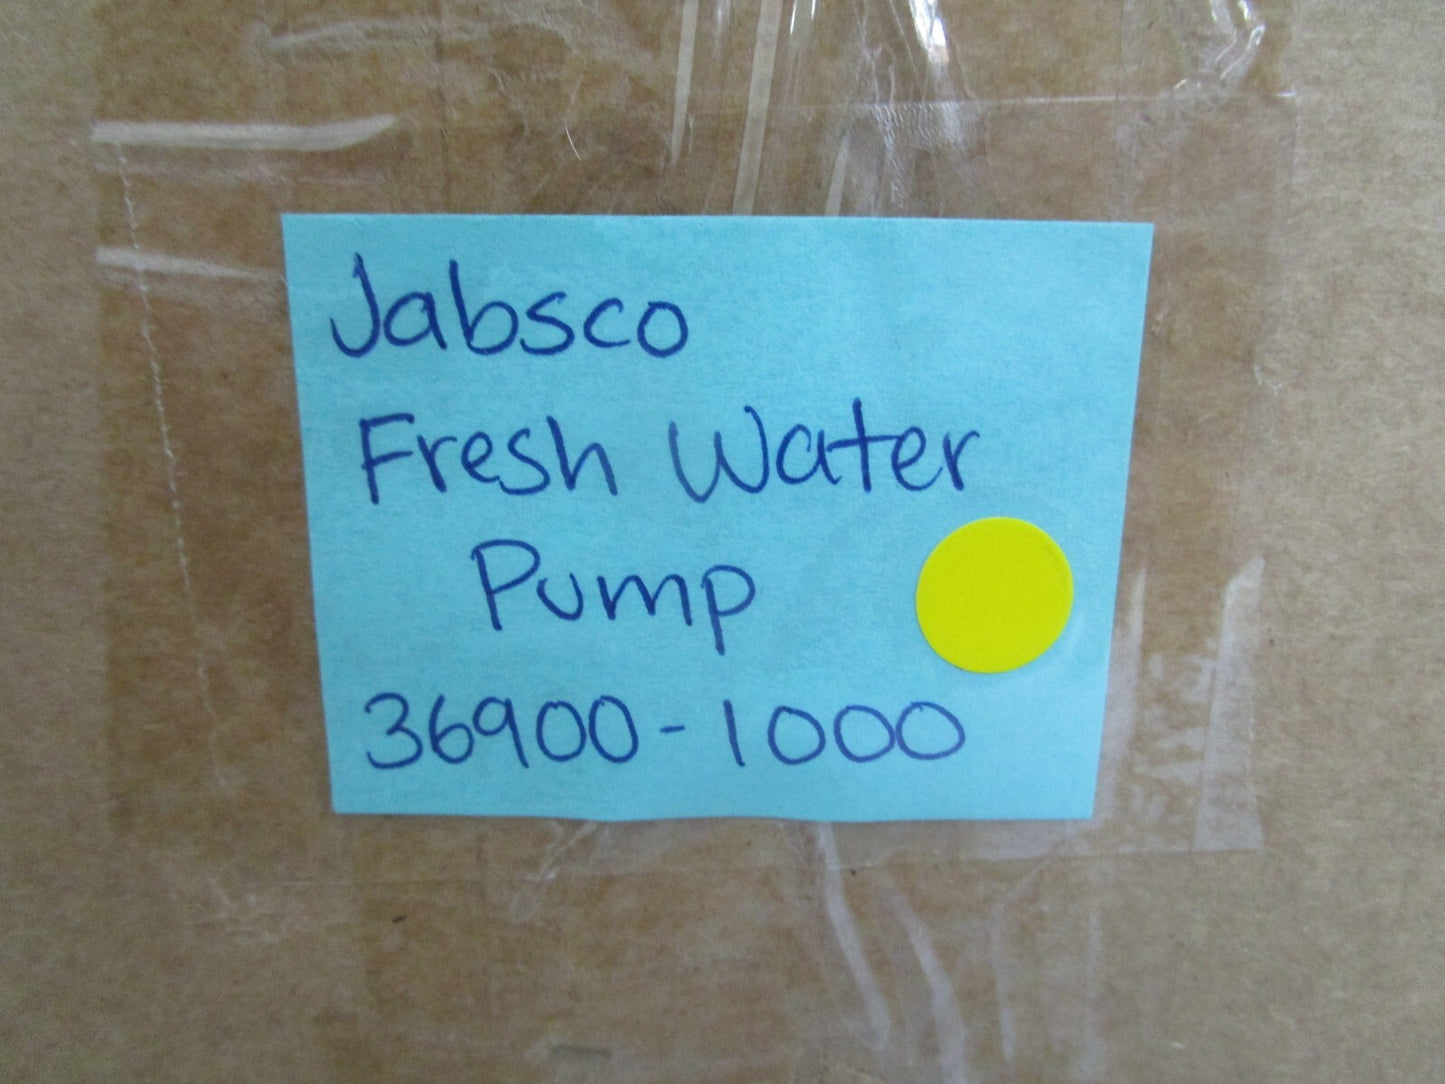 Jabsco
Fresh Water
Pump
36900-1000